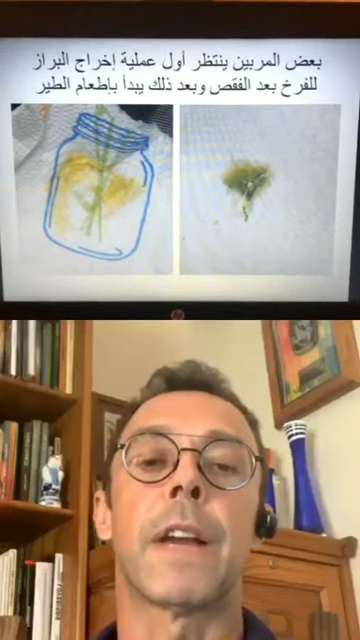 بعض المربين ينتظر أول عملية إخراج البراز
للفرخ بعد الفقص وبعد ذلك يبدأ بإطعام الطير